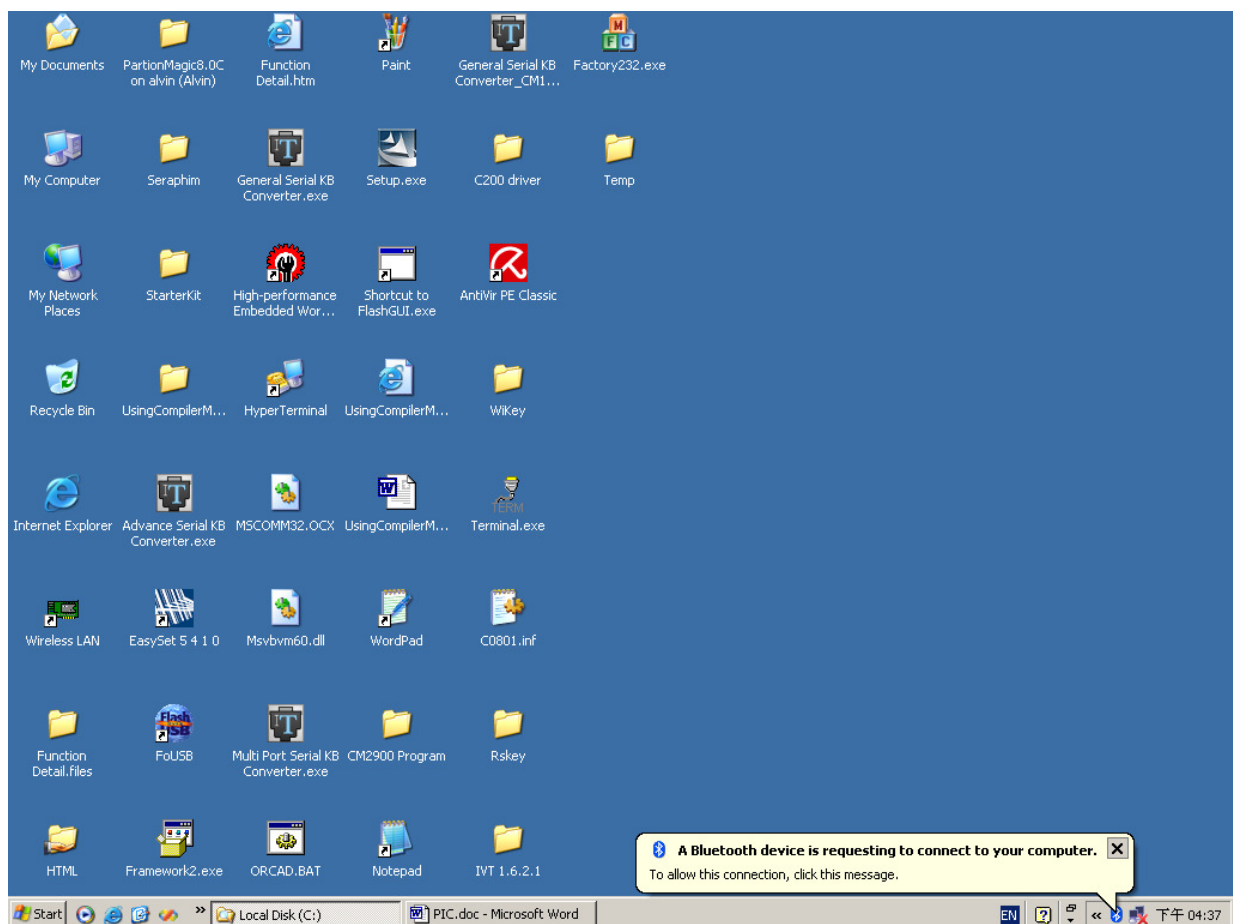 My Documents
PartionMagic8.0C
on alvin (Alvin)
Function
Detail.htm
Paint
General Serial KB
Converter_CM1...
Factory232.exe
My Computer
Seraphim
General Serial KB
Converter.exe
Setup.exe
C200 driver
Temp
My Network
Places
StarterKit
High-performance
Embedded Wor...
Shortcut to
FlashGUI.exe
AntiVir PE Classic
Recycle Bin
UsingCompilerM...
HyperTerminal
UsingCompilerM...
WiKey
Internet Explorer
Advance Serial KB
Converter.exe
MSCOMM32.OCX
UsingCompilerM...
TERM
Terminal.exe
Wireless LAN
EasySet 5 4 1 0
Msvbvm60.dll
WordPad
C0801.inf
Function
Detail.files
Flash
USB
FoUSB
Multi Port Serial KB
Converter.exe
CM2900 Program
Rskey
HTML
Framework2.exe
ORCAD.BAT
Notepad
IVT 1.6.2.1
A Bluetooth device is requesting to connect to your computer.
To allow this connection, click this message.
Start
Local Disk (C:)
PIC.doc - Microsoft Word
EN
下午 04:37